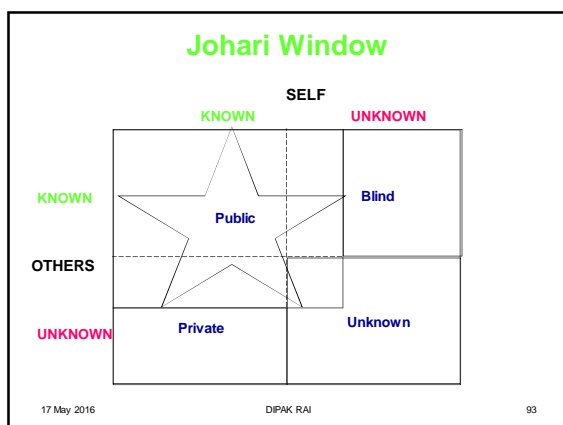 Johari Window
SELF
KNOWN UNKNOWN
KNOWN
Blind
Public
OTHERS
Unknown
Private
UNKNOWN
17 May 2016 DIPAK RAI 93